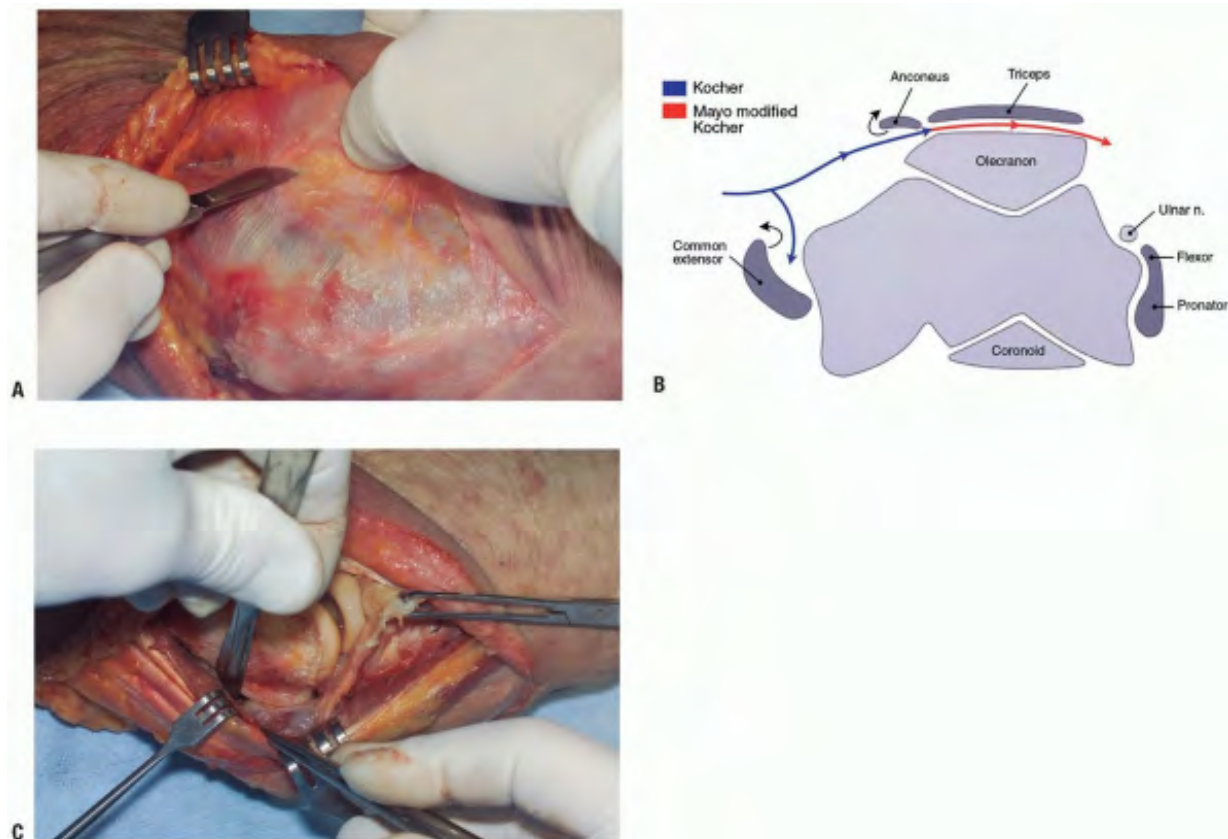 A
Kocher
Mayo modified
Kocher
Anconeus
Triceps
Olecranon
Ulnar n.
Common
extensor
Flexor
Pronator
Coronoid
B
C